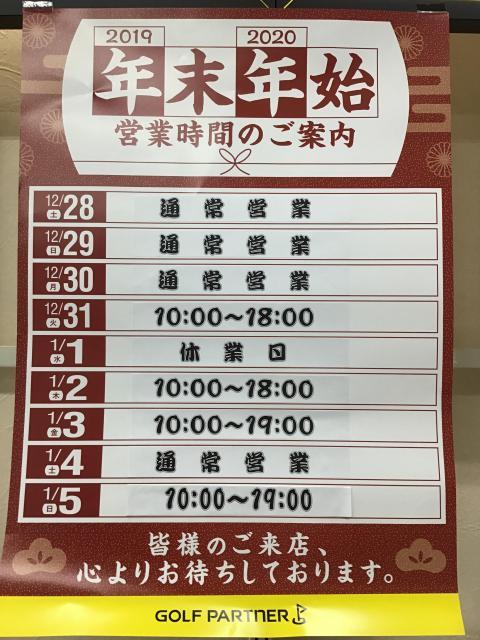 2019 2020
年末年始
営業時間のご案内
12/28 土 通常営業
12/29 日 通常営業
12/30 月 通常営業
12/31 火 10:00～18:00
1/1 水 休業日
1/2 木 10:00～18:00
1/3 金 10:00～19:00
1/4 土 通常営業
1/5 日 10:00～19:00
皆様のご来店、
心よりお待ちしております。
GOLF PARTNER